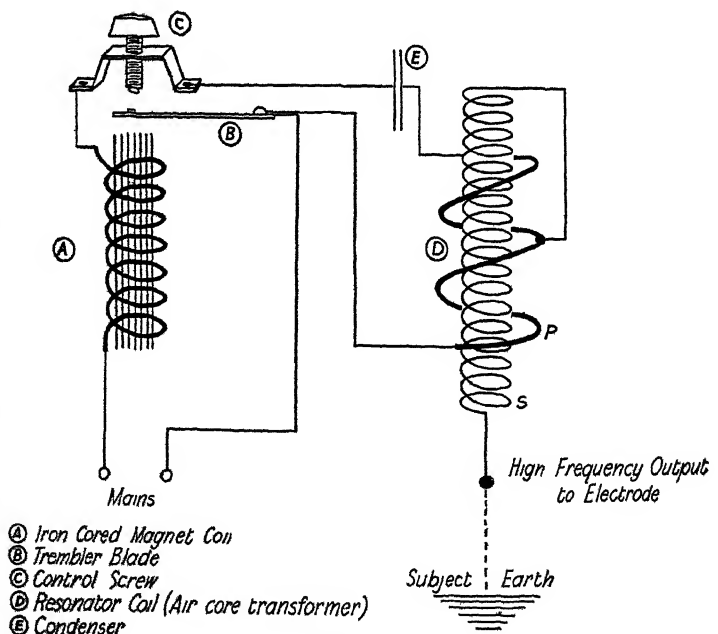 C
E
B
A
D
P
S
Mains
High Frequency Output
to Electrode
A Iron Cored Magnet Coil
B Trembler Blade
C Control Screw
D Resonator Coil (Air core transformer)
E Condenser
Subject Earth